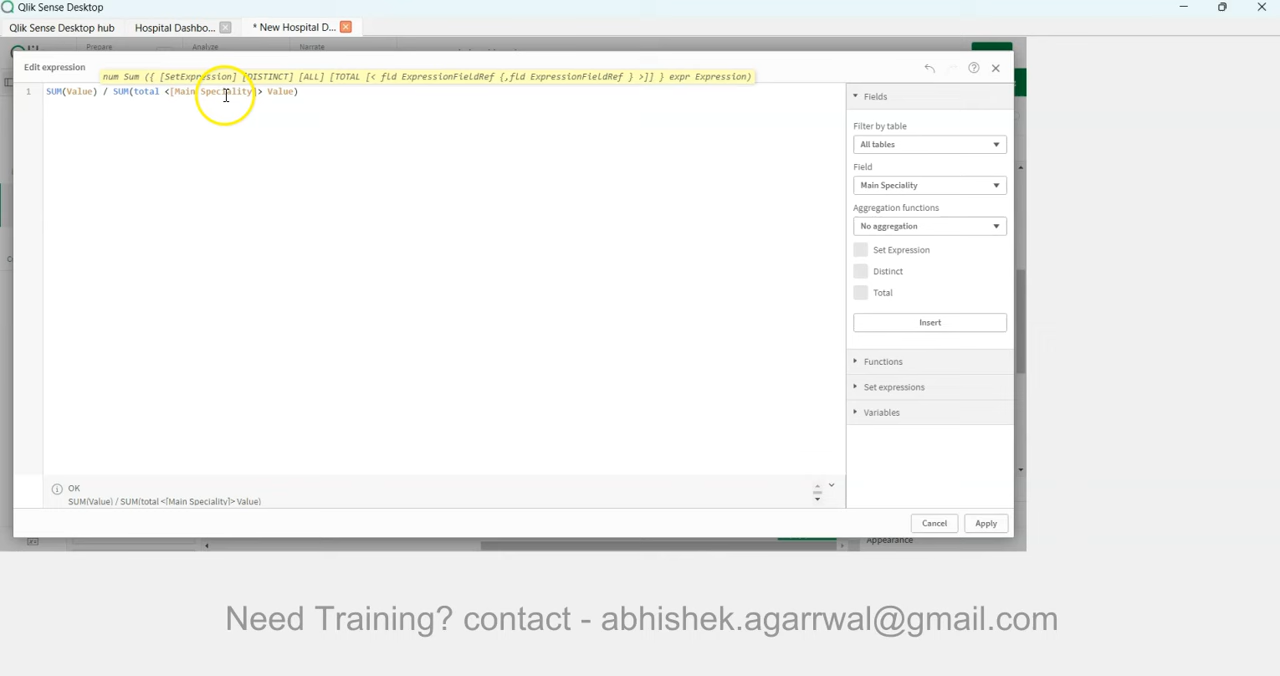 Qlik Sense Desktop
Qlik Sense Desktop hub
Hospital Dashbo...
* New Hospital D...
Prepare
Analyze
Narrate
Edit expression
num Sum ({ [SetExpression] [DISTINCT] [ALL] [TOTAL [< fld ExpressionFieldRef {,fld ExpressionFieldRef } >]] } expr Expression)
1 SUM(Value) / SUM(total <[Main Speciality]> Value)
Fields
Filter by table
All tables
Field
Main Speciality
Aggregation functions
No aggregation
Set Expression
Distinct
Total
Insert
Functions
Set expressions
Variables
OK
SUM(Value) / SUM(total <[Main Speciality]> Value)
Cancel
Apply
Appearance
Need Training? contact - abhishek.agarrwal@gmail.com